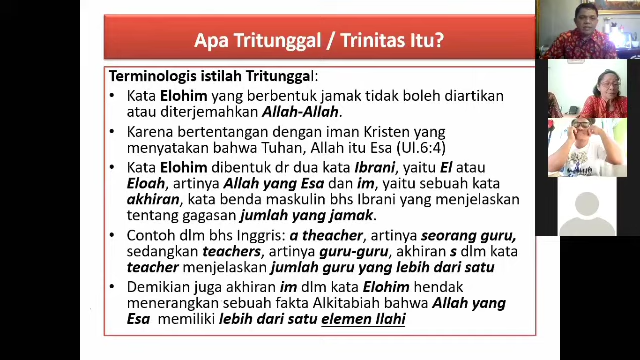 Apa Tritunggal / Trinitas Itu?
Terminologis istilah Tritunggal:
• Kata Elohim yang berbentuk jamak tidak boleh diartikan
atau diterjemahkan Allah-Allah.
• Karena bertentangan dengan iman Kristen yang
menyatakan bahwa Tuhan, Allah itu Esa (Ul.6:4)
• Kata Elohim dibentuk dr dua kata Ibrani, yaitu El atau
Eloah, artinya Allah yang Esa dan im, yaitu sebuah kata
akhiran, kata benda maskulin bhs Ibrani yang menjelaskan
tentang gagasan jumlah yang jamak.
• Contoh dlm bhs Inggris: a theacher, artinya seorang guru,
sedangkan teachers, artinya guru-guru, akhiran s dlm kata
teacher menjelaskan jumlah guru yang lebih dari satu
• Demikian juga akhiran im dlm kata Elohim hendak
menerangkan sebuah fakta Alkitabiah bahwa Allah yang
Esa memiliki lebih dari satu elemen Ilahi